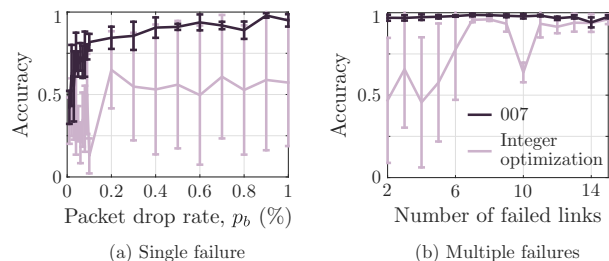 1
0.5
0
Accuracy
0 0.2 0.4 0.6 0.8 1
Packet drop rate, p_b (%)
(a) Single failure
1
0.5
0
Accuracy
007
Integer
optimization
2 6 10 14
Number of failed links
(b) Multiple failures